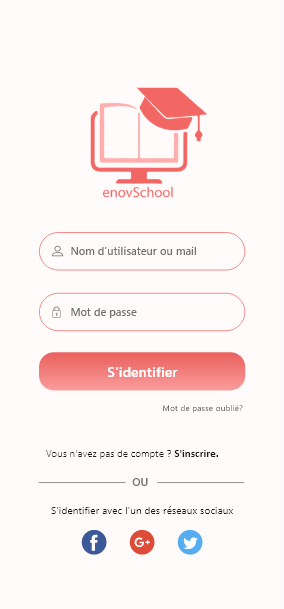 enovSchool
Nom d'utilisateur ou mail
Mot de passe
S'identifier
Mot de passe oublié?
Vous n'avez pas de compte ? S'inscrire.
OU
S'identifier avec l'un des réseaux sociaux
f
G+